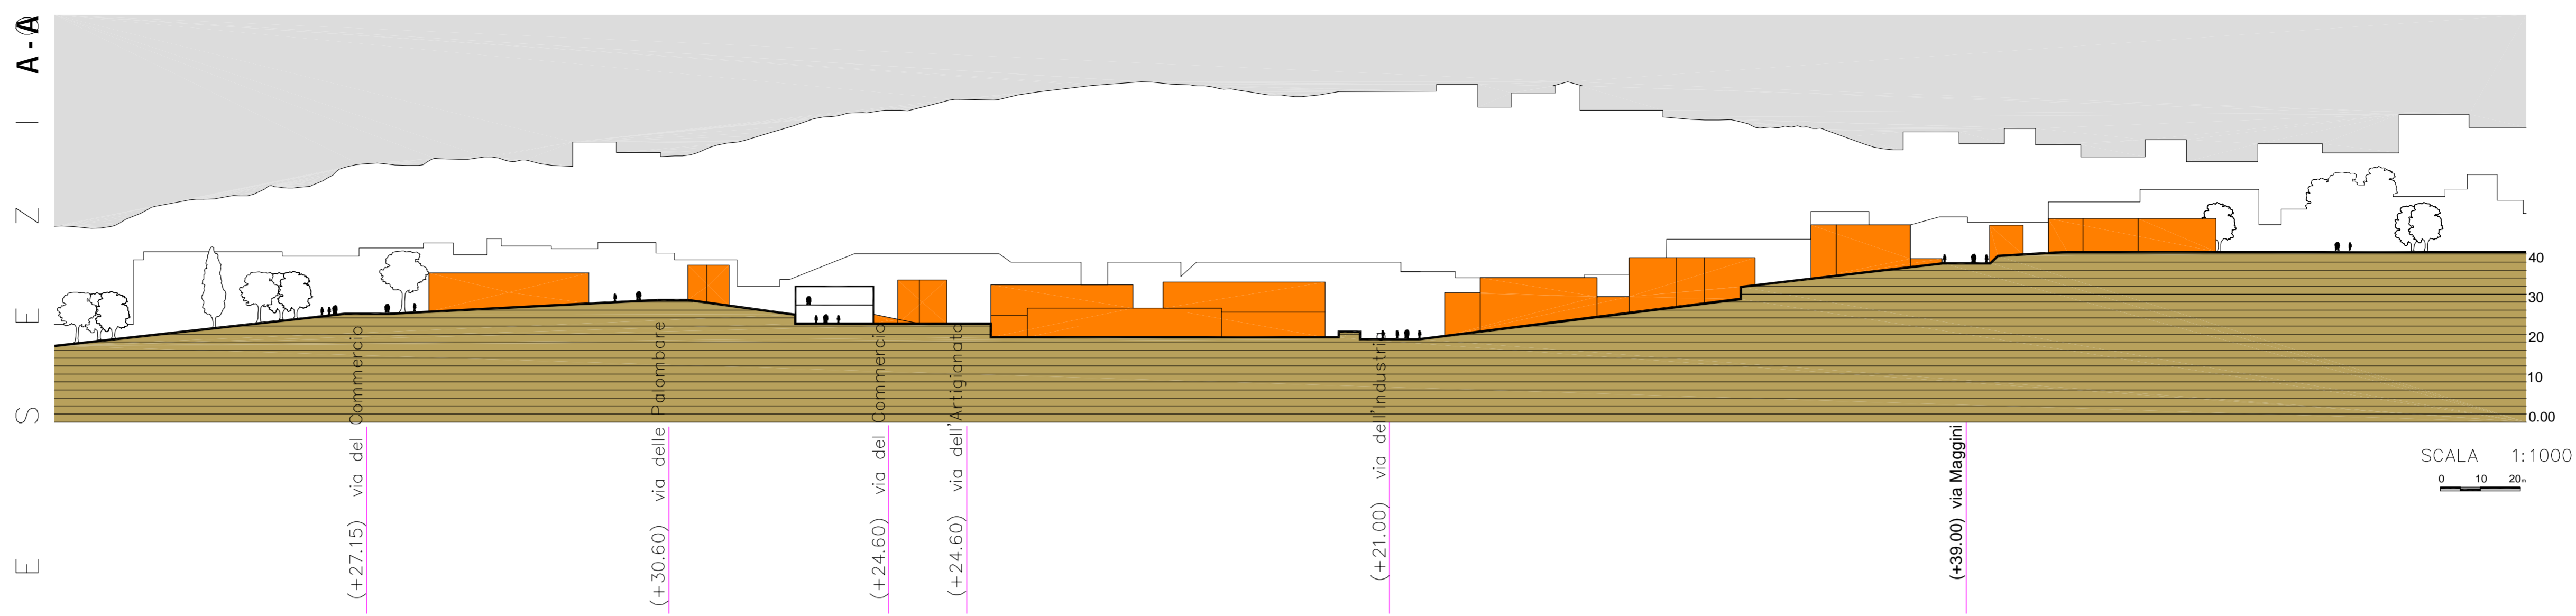 SEZIONE A-A
40
30
20
10
0.00
(+27.15) via del Commercio
(+30.60) via delle Palombare
(+24.60) via del Commercio
(+24.60) via dell'Artigianato
(+21.00) via dell'Industria
(+39.00) via Maggini
SCALA 1:1000
0 10 20m